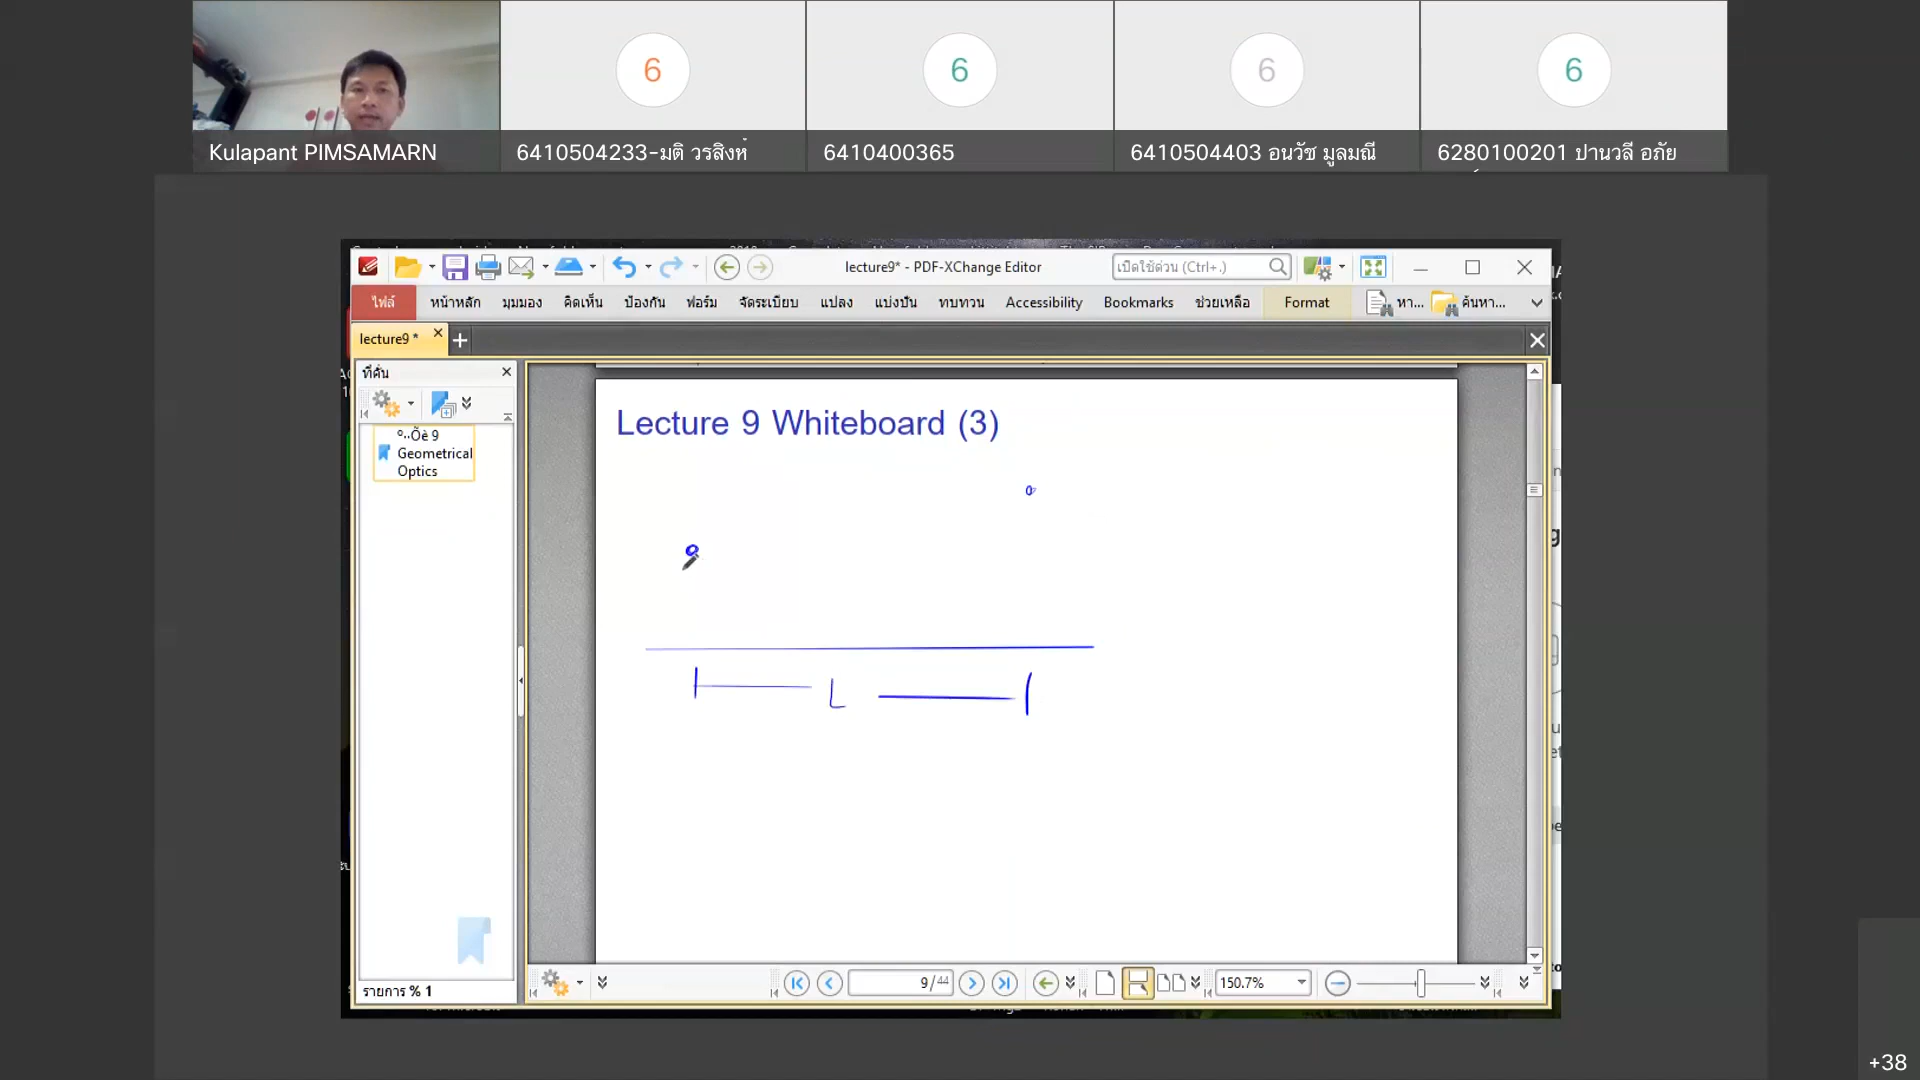 6
6
6
6
Kulapant PIMSAMARN
6410504233-มติ วรสิงห์
6410400365
6410504403 อนวัช มูลมณี
6280100201 ปานวลี อภัย
lecture9* - PDF-XChange Editor
เปิดใช้ด่วน (Ctrl+.)
ไฟล์ หน้าหลัก มุมมอง คิดเห็น ป้องกัน ฟอร์ม จัดระเบียบ แปลง แบ่งปัน ทบทวน Accessibility Bookmarks ช่วยเหลือ Format หา... ค้นหา...
lecture9 *
ที่คั่น
º..Õè 9
Geometrical
Optics
Lecture 9 Whiteboard (3)
L
รายการ % 1
9/44
150.7%
+38